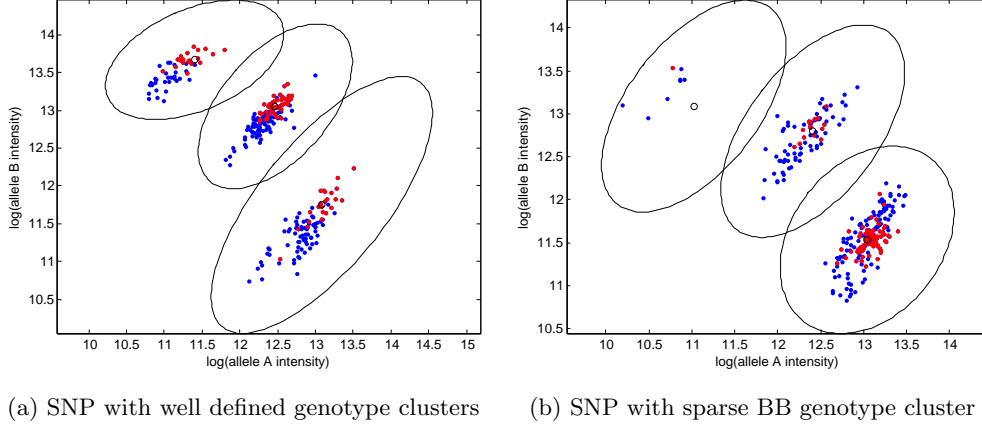 14
13.5
13
12.5
12
11.5
11
10.5
log(allele B intensity)
10 10.5 11 11.5 12 12.5 13 13.5 14 14.5 15
log(allele A intensity)
(a) SNP with well defined genotype clusters
14
13.5
13
12.5
12
11.5
11
10.5
log(allele B intensity)
10 10.5 11 11.5 12 12.5 13 13.5 14
log(allele A intensity)
(b) SNP with sparse BB genotype cluster